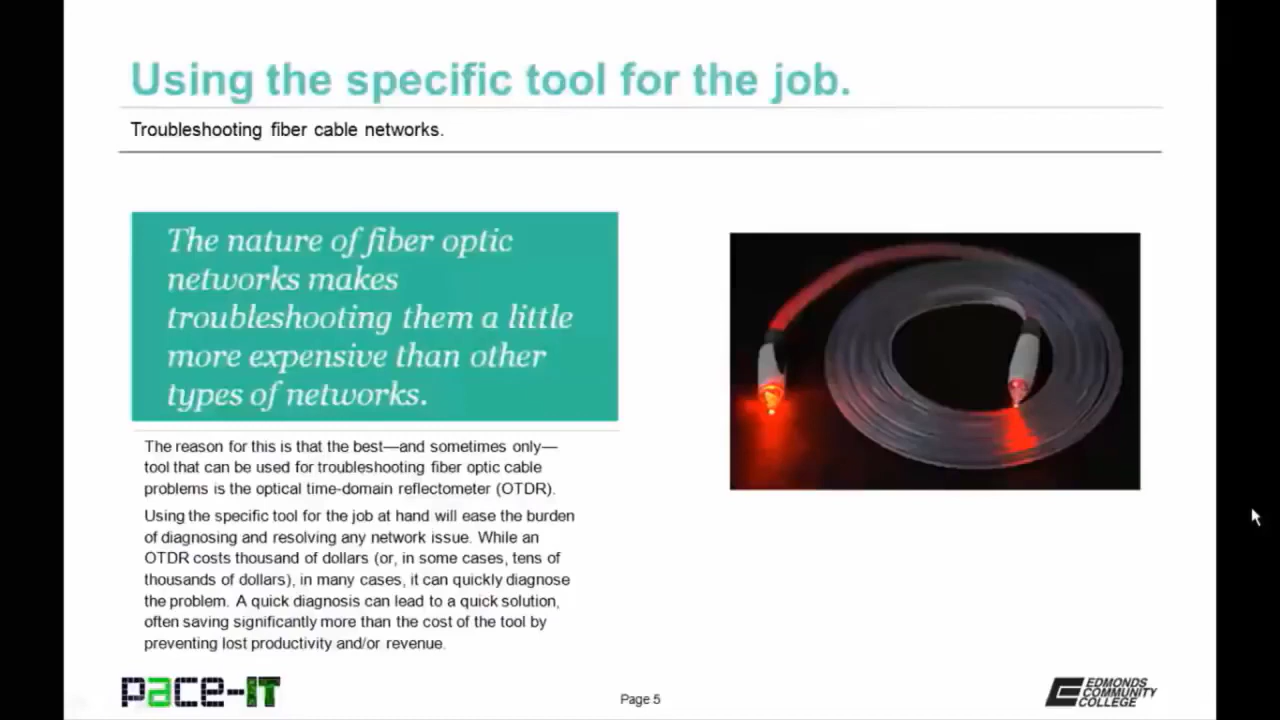 Using the specific tool for the job.
Troubleshooting fiber cable networks.
The nature of fiber optic
networks makes
troubleshooting them a little
more expensive than other
types of networks.
The reason for this is that the best—and sometimes only—
tool that can be used for troubleshooting fiber optic cable
problems is the optical time-domain reflectometer (OTDR).
Using the specific tool for the job at hand will ease the burden
of diagnosing and resolving any network issue. While an
OTDR costs thousand of dollars (or, in some cases, tens of
thousands of dollars), in many cases, it can quickly diagnose
the problem. A quick diagnosis can lead to a quick solution,
often saving significantly more than the cost of the tool by
preventing lost productivity and/or revenue.
pace-IT
Page 5
EDMONDS
COMMUNITY
COLLEGE